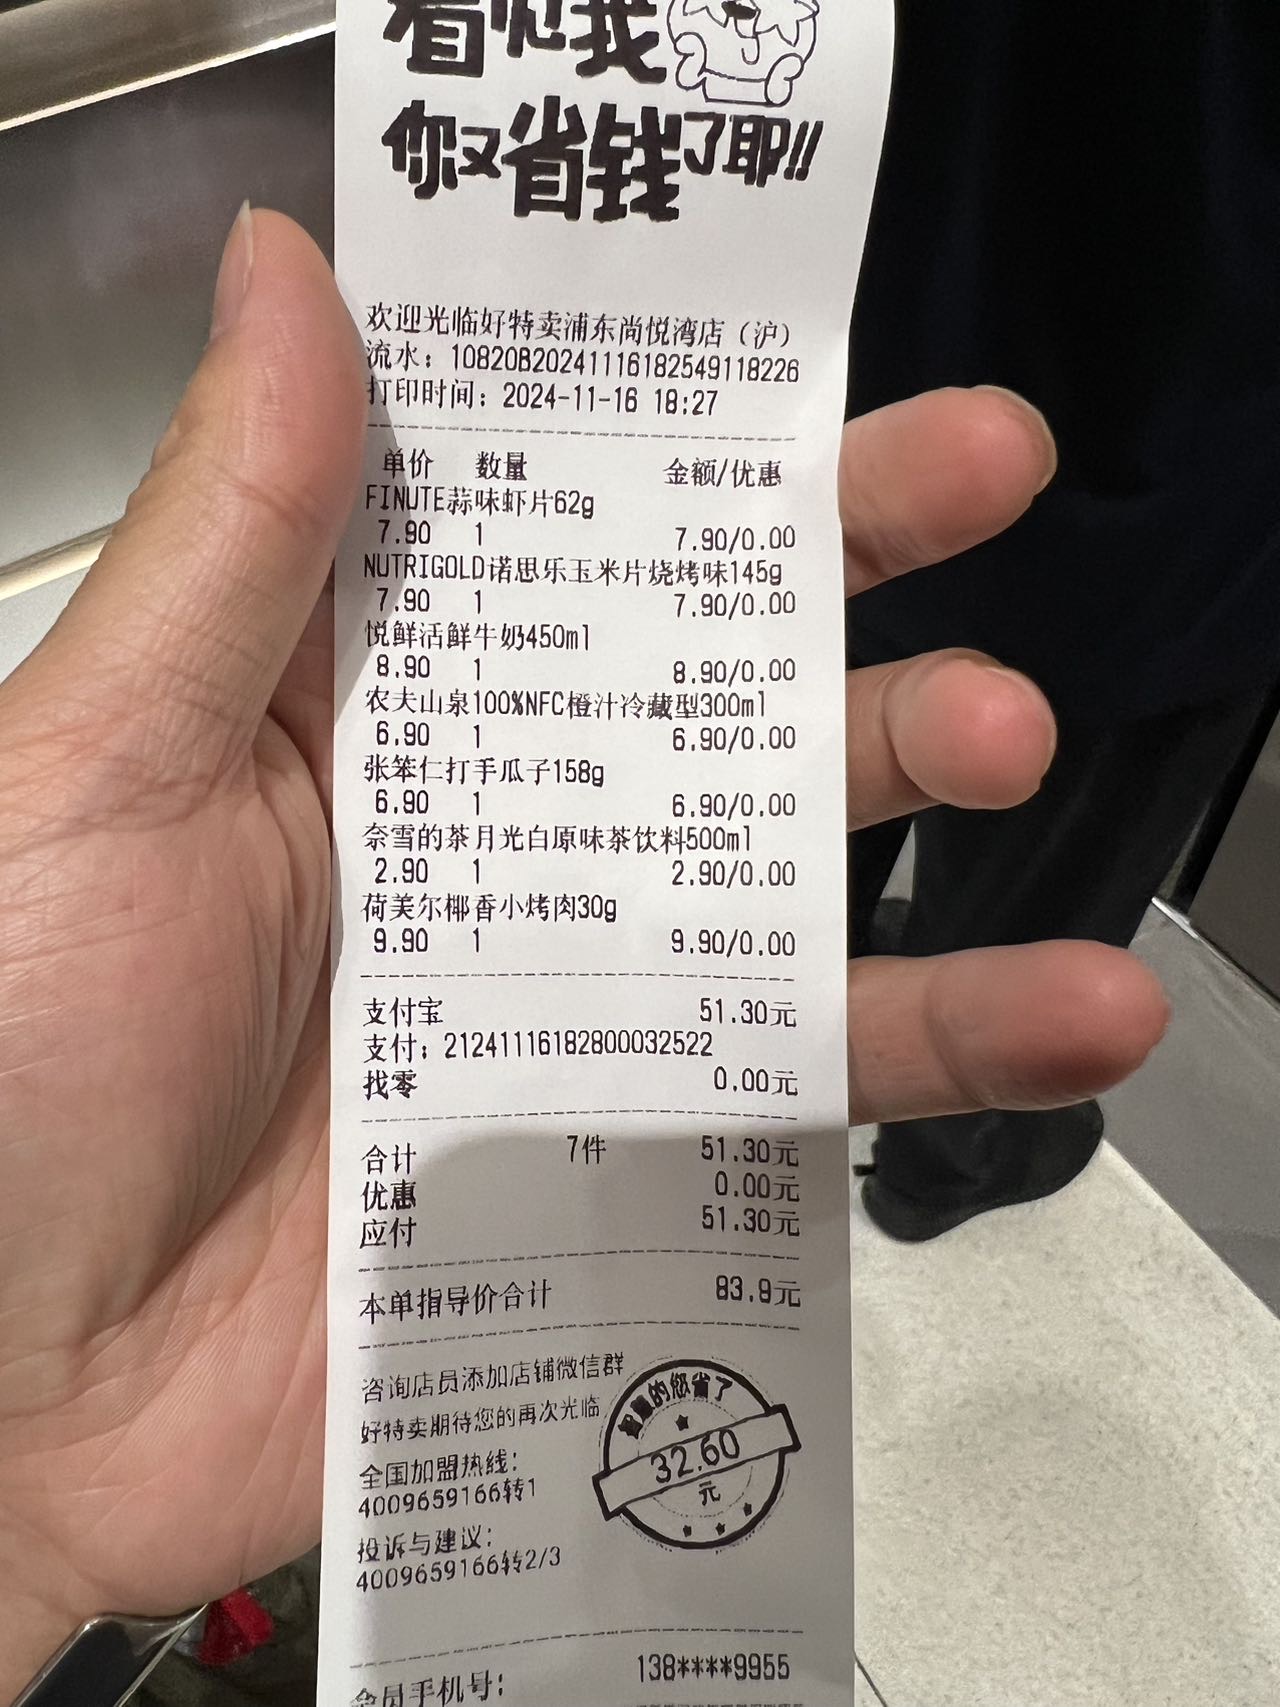 看把我
你又省钱了耶!!
欢迎光临好特卖浦东尚悦湾店（沪）
流水：10820B20241116182549118226
打印时间：2024-11-16 18:27
单价 数量 金额/优惠
FINUTE蒜味虾片62g
7.90 1 7.90/0.00
NUTRIGOLD诺思乐玉米片烧烤味145g
7.90 1 7.90/0.00
悦鲜活鲜牛奶450ml
8.90 1 8.90/0.00
农夫山泉100%NFC橙汁冷藏型300ml
6.90 1 6.90/0.00
张笨仁打手瓜子158g
6.90 1 6.90/0.00
奈雪的茶月光白原味茶饮料500ml
2.90 1 2.90/0.00
荷美尔椰香小烤肉30g
9.90 1 9.90/0.00
支付宝 51.30元
支付：21241116182800032522
找零 0.00元
合计 7件 51.30元
优惠 0.00元
应付 51.30元
本单指导价合计 83.9元
咨询店员添加店铺微信群
好特卖期待您的再次光临
全国加盟热线：
4009659166转1
投诉与建议：
4009659166转2/3
的您省了
32.60
元
会员手机号： 138****9955